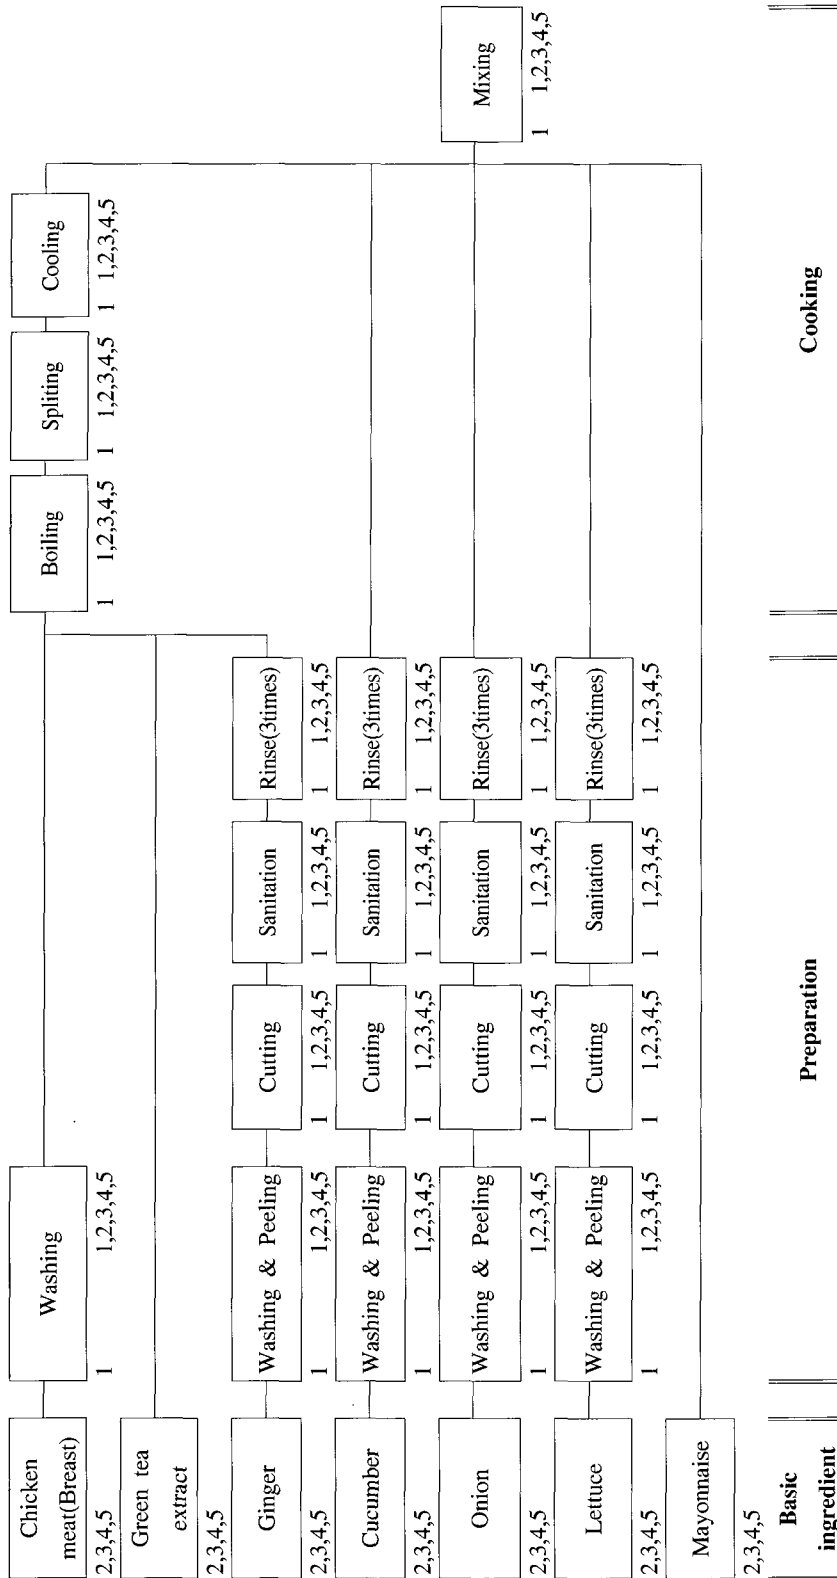 Chicken
meat(Breast)
2,3,4,5
Washing
1 1,2,3,4,5
Boiling
1 1,2,3,4,5
Spliting
1 1,2,3,4,5
Cooling
1 1,2,3,4,5
Green tea
extract
2,3,4,5
Ginger
2,3,4,5
Washing & Peeling
1 1,2,3,4,5
Cutting
1 1,2,3,4,5
Sanitation
1 1,2,3,4,5
Rinse(3times)
1 1,2,3,4,5
Cucumber
2,3,4,5
Washing & Peeling
1 1,2,3,4,5
Cutting
1 1,2,3,4,5
Sanitation
1 1,2,3,4,5
Rinse(3times)
1 1,2,3,4,5
Onion
2,3,4,5
Washing & Peeling
1 1,2,3,4,5
Cutting
1 1,2,3,4,5
Sanitation
1 1,2,3,4,5
Rinse(3times)
1 1,2,3,4,5
Mixing
1 1,2,3,4,5
Lettuce
2,3,4,5
Washing & Peeling
1 1,2,3,4,5
Cutting
1 1,2,3,4,5
Sanitation
1 1,2,3,4,5
Rinse(3times)
1 1,2,3,4,5
Mayonnaise
2,3,4,5
Basic
ingredient
Preparation
Cooking